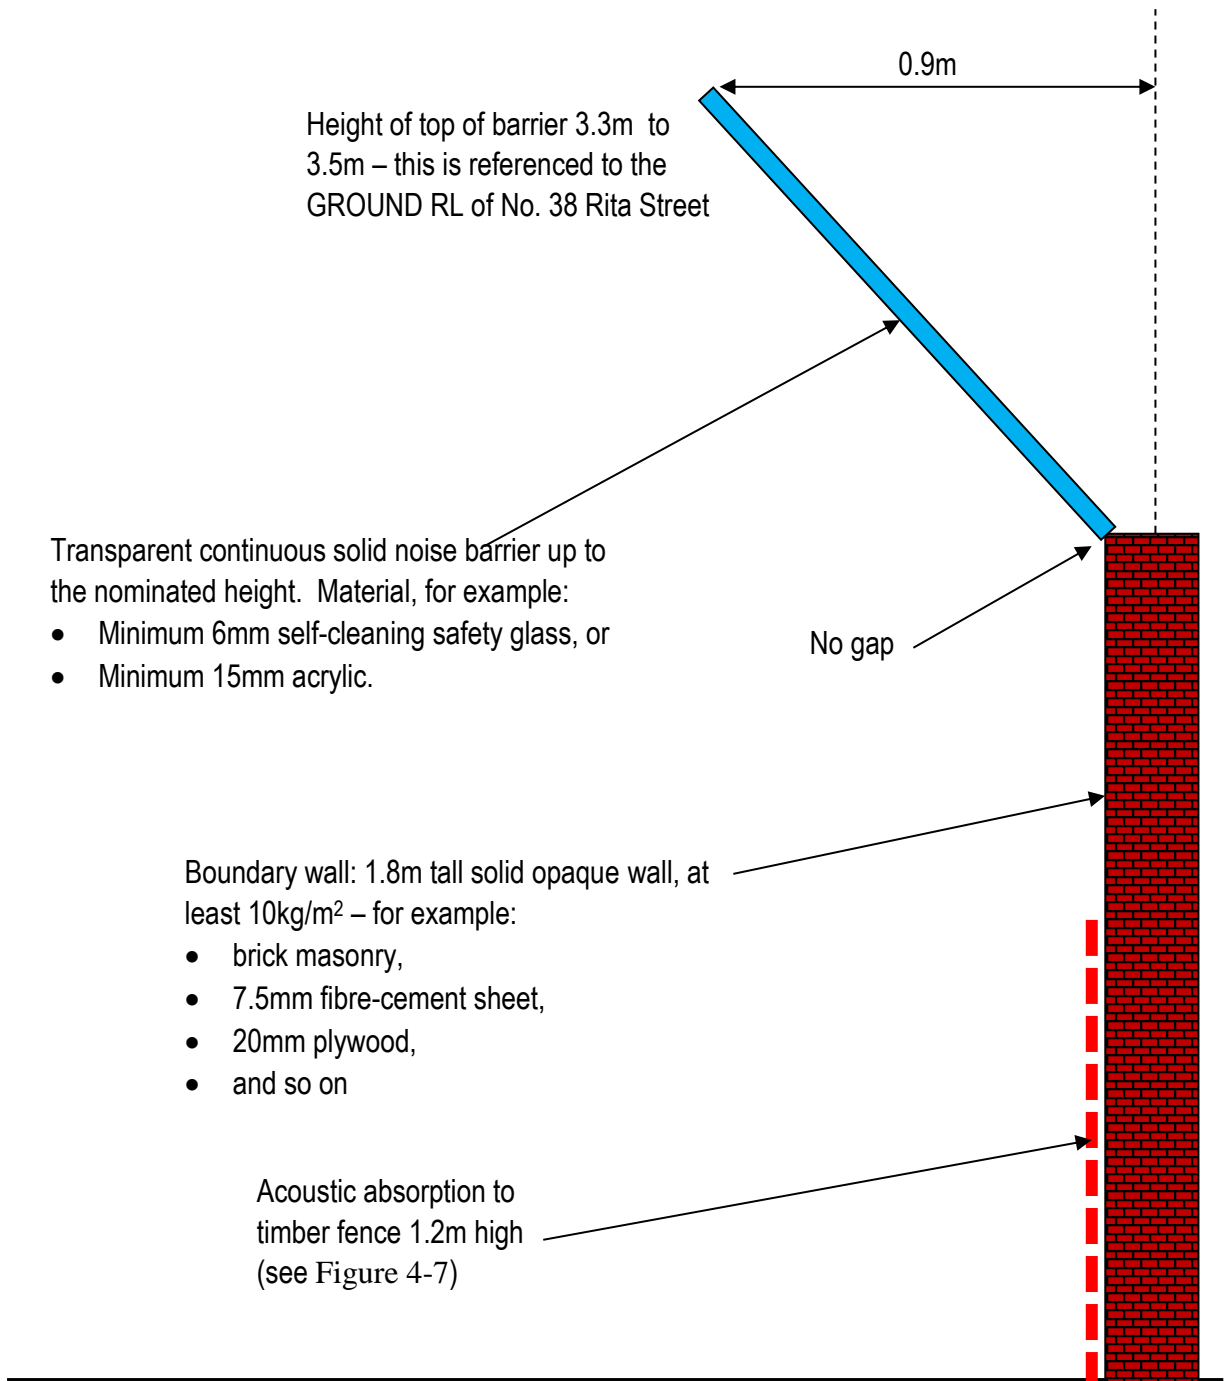 0.9m
Height of top of barrier 3.3m to
3.5m – this is referenced to the
GROUND RL of No. 38 Rita Street
Transparent continuous solid noise barrier up to
the nominated height. Material, for example:
• Minimum 6mm self-cleaning safety glass, or
• Minimum 15mm acrylic.
No gap
Boundary wall: 1.8m tall solid opaque wall, at
least 10kg/m² – for example:
• brick masonry,
• 7.5mm fibre-cement sheet,
• 20mm plywood,
• and so on
Acoustic absorption to
timber fence 1.2m high
(see Figure 4-7)